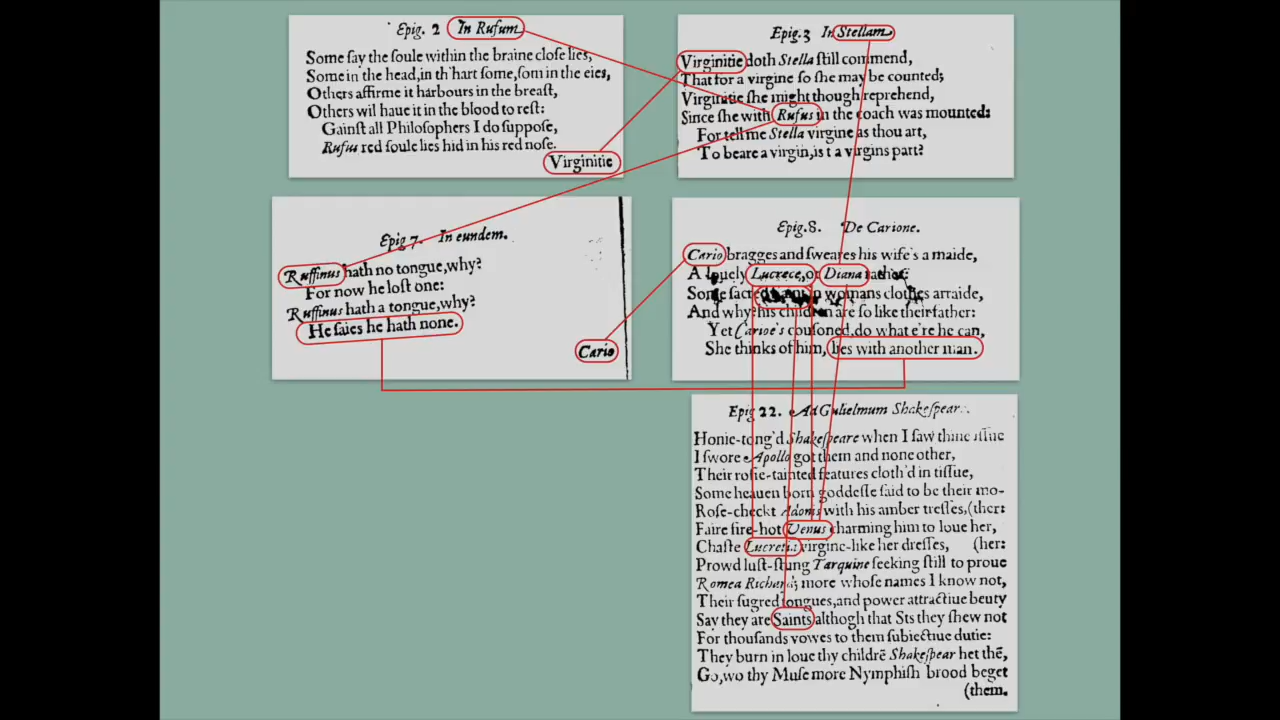 Epig. 2 In Rufum
Some ſay the ſoule within the braine cloſe lies,
Some in the head, in th'hart ſome, ſom in the eies,
Others affirme it harbours in the breaſt,
Others wil haue it in the blood to reſt:
Gainſt all Philoſophers I do ſuppoſe,
Rufus red ſoule lies hid in his red noſe.
Virginitie
Epig. 3 In Stellam
Virginitie doth Stella ſtill commend,
That for a virgine ſo ſhe may be counted;
Virginitie ſhe might though reprehend,
Since ſhe with Rufus in the coach was mounted:
For tell me Stella virgine as thou art,
To beare a virgin, is t a virgins part?
Epig 7. In eundem.
Ruffinus hath no tongue, why?
For now he loſt one:
Ruffinus hath a tongue, why?
He ſaies he hath none.
Cario
Epig. 8. De Carione.
Cario bragges and ſweares his wife's a maide,
A louely Lucrece, or Diana
Some ſacred in womans clothes arraide,
And why? his children are ſo like their father:
Yet Carioe's couſoned, do what e're he can,
She thinks of him, lies with another man.
Epig 22. Ad Gulielmum Shakeſpear.
Honie-tong'd Shakeſpeare when I ſaw thine iſſue
I ſwore Apollo got them and none other,
Their roſie-tainted features cloth'd in tiſſue,
Some heauen born goddeſſe ſaid to be their mo-
Roſe-checkt Adonis with his amber treſſes, (ther:
Faire fire-hot Venus charming him to loue her,
Chaſte Lucretia virgine-like her dreſſes, (her:
Prowd luſt-ſtung Tarquine ſeeking ſtill to proue
Romea Richard; more whoſe names I know not,
Their ſugred tongues, and power attractiue beuty
Say they are Saints althogh that Sts they ſhew not
For thouſands vowes to them ſubiectiue dutie:
They burn in loue thy childrē Shakeſpear het thē,
Go, wo thy Muſe more Nymphiſh brood beget
(them.